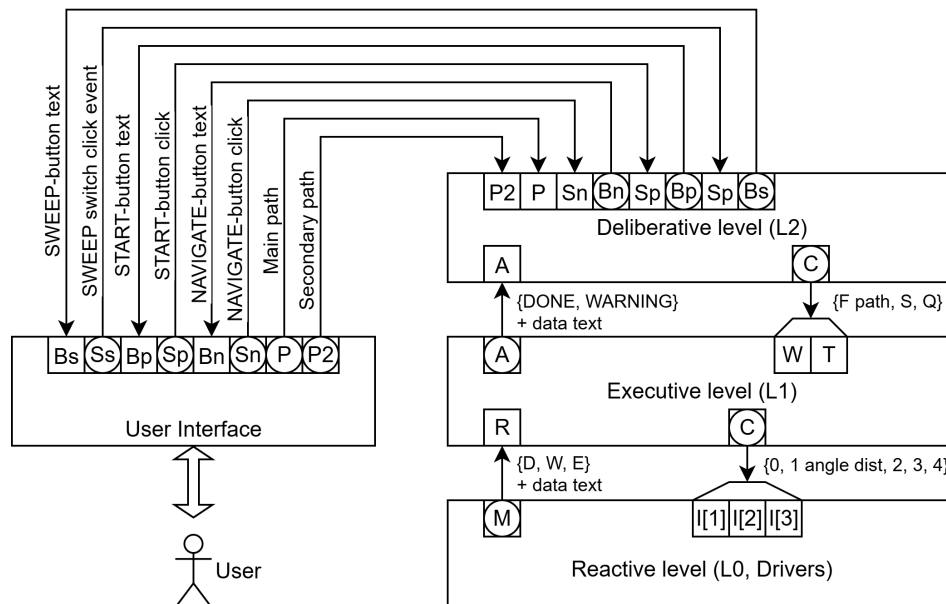 SWEEP-button text
SWEEP switch click event
START-button text
START-button click
NAVIGATE-button text
NAVIGATE-button click
Main path
Secondary path
P2 P Sn Bn Sp Bp Sp Bs
Deliberative level (L2)
A C
{DONE, WARNING}
+ data text
{F path, S, Q}
Bs Ss Bp Sp Bn Sn P P2
User Interface
A W T
Executive level (L1)
R C
{D, W, E}
+ data text
{0, 1 angle dist, 2, 3, 4}
M I[1] I[2] I[3]
Reactive level (L0, Drivers)
User